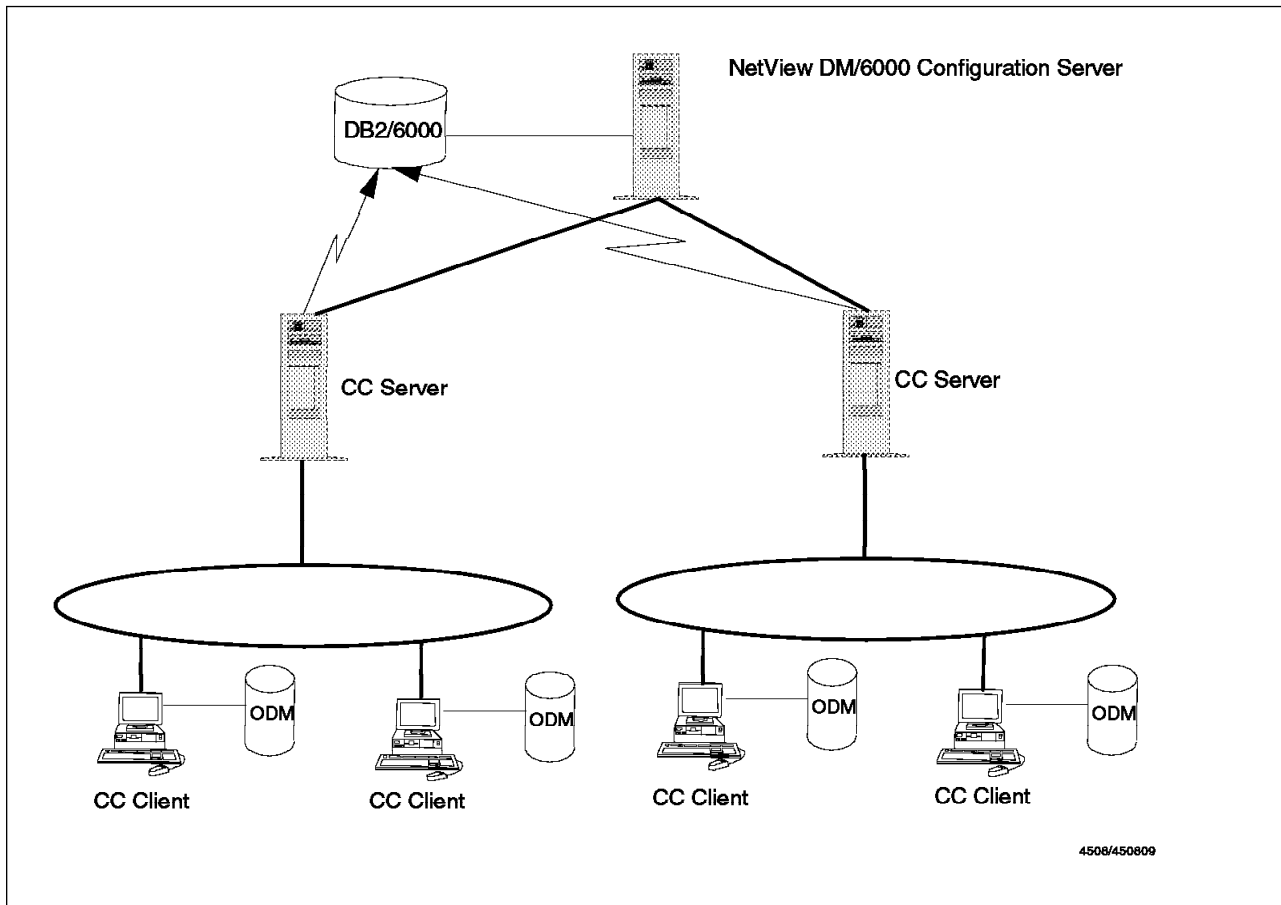 NetView DM/6000 Configuration Server
DB2/6000
CC Server
CC Server
ODM
ODM
ODM
ODM
CC Client
CC Client
CC Client
CC Client
4508/450809